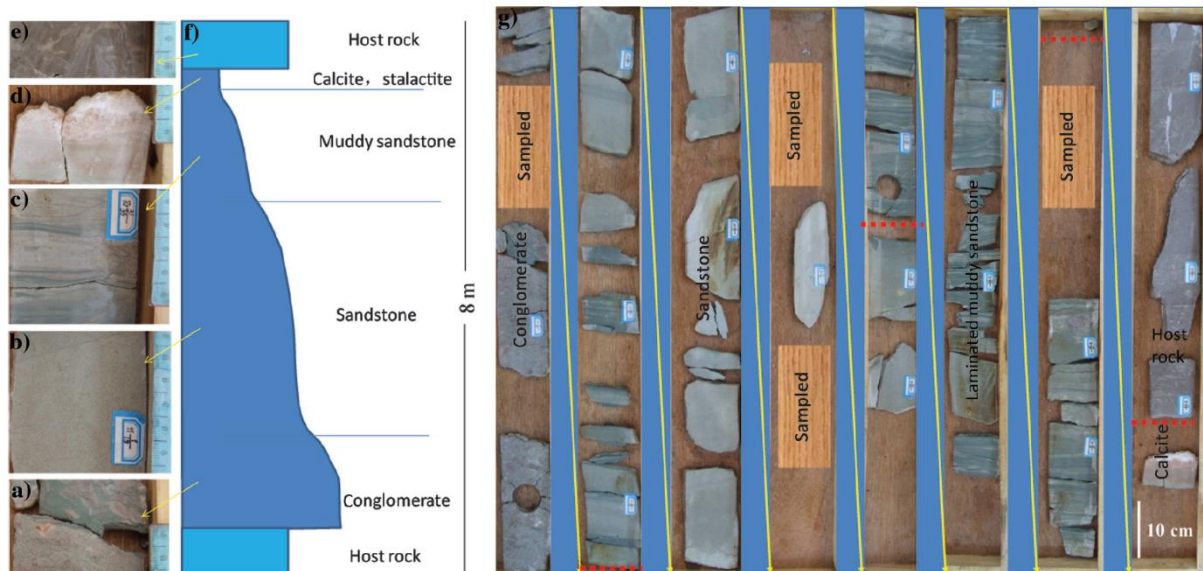 e)
d)
c)
b)
a)
f)
Host rock
Calcite，stalactite
Muddy sandstone
Sandstone
Conglomerate
Host rock
8 m
g)
Sampled
Conglomerate
Sandstone
Sampled
Sampled
Laminated muddy sandstone
Sampled
Host
rock
Calcite
10 cm